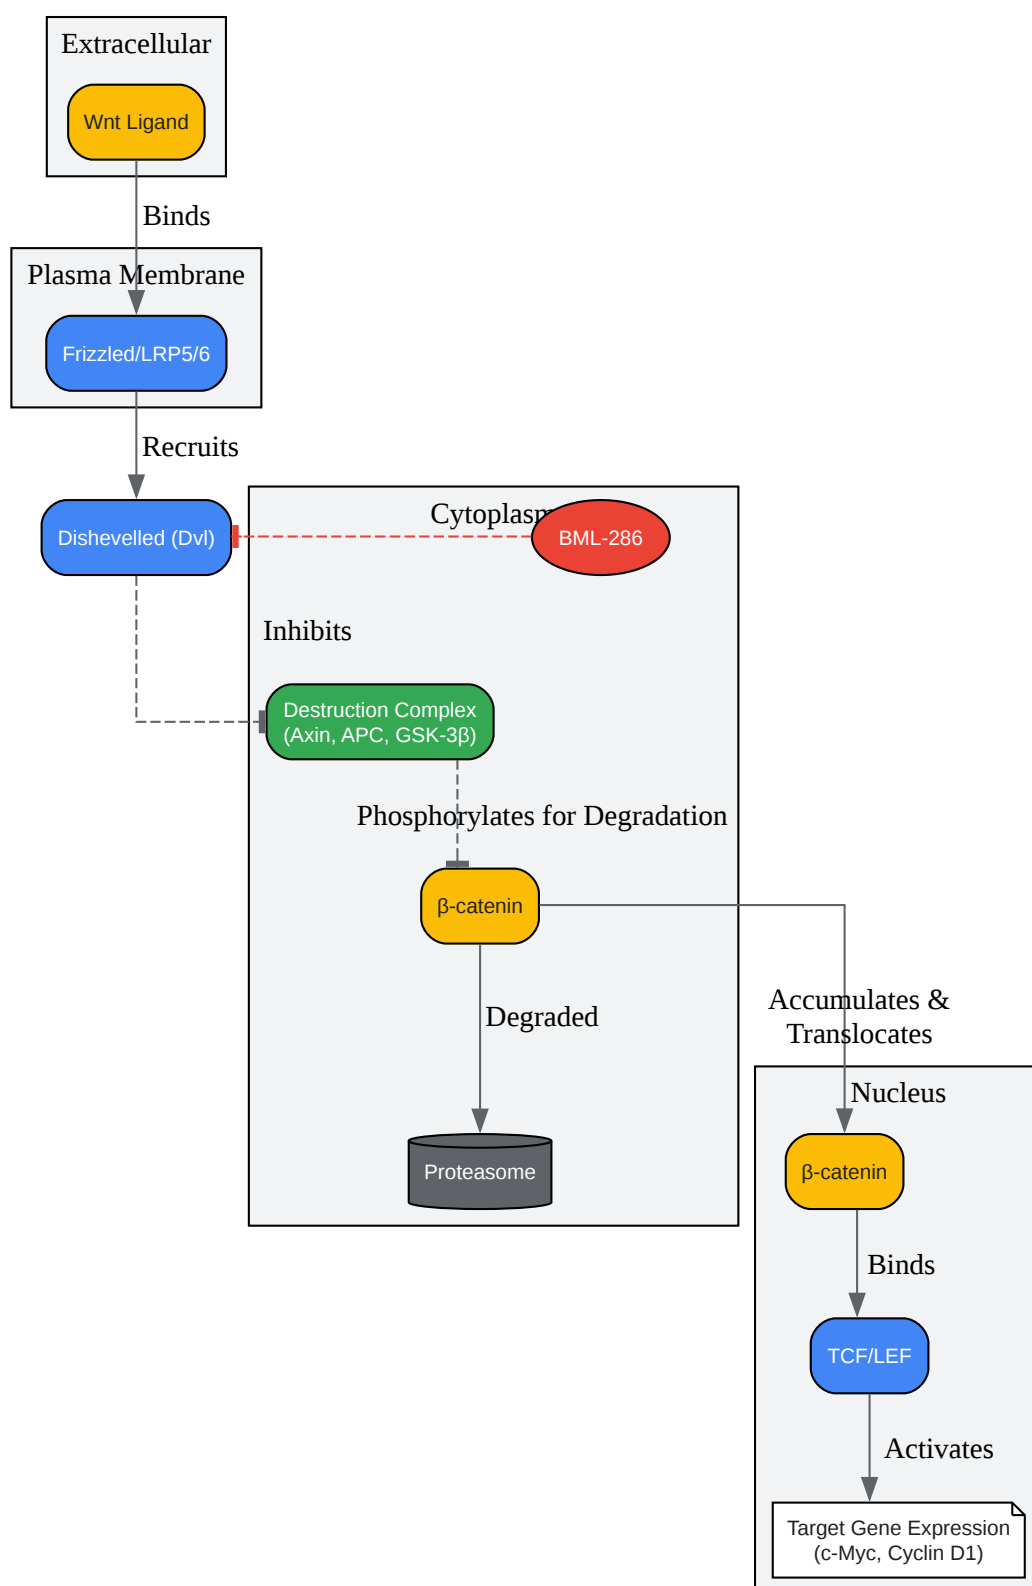 Extracellular
Wnt Ligand
Binds
Plasma Membrane
Frizzled/LRP5/6
Recruits
Cytoplasm
Dishevelled (Dvl)
BML-286
Inhibits
Destruction Complex
(Axin, APC, GSK-3β)
Phosphorylates for Degradation
β-catenin
Degraded
Accumulates &
Translocates
Nucleus
Proteasome
β-catenin
Binds
TCF/LEF
Activates
Target Gene Expression
(c-Myc, Cyclin D1)